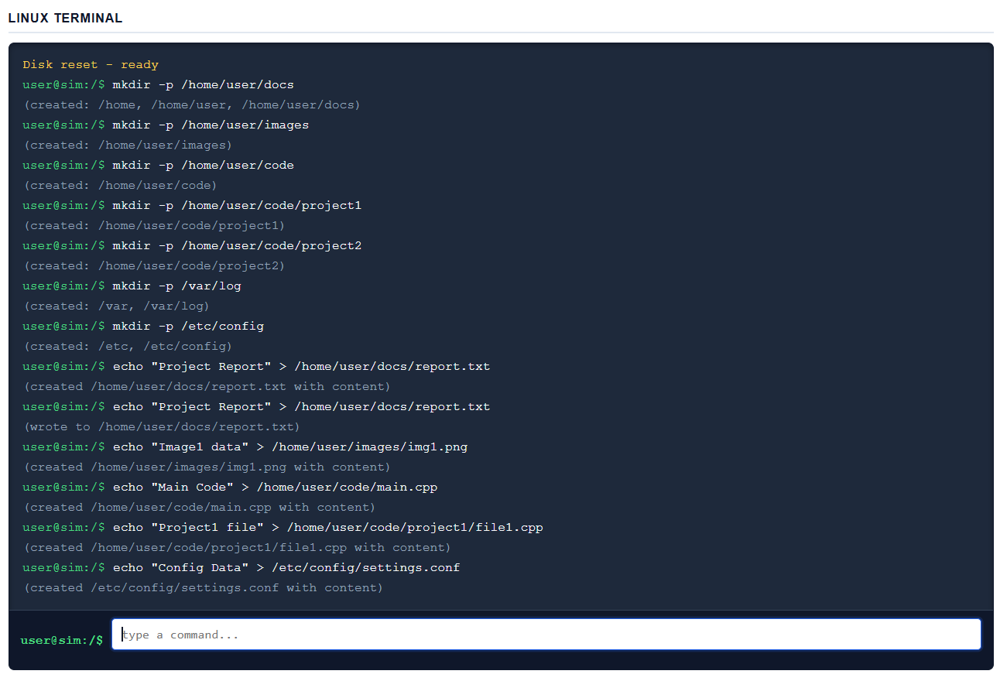 LINUX TERMINAL
Disk reset - ready
user@sim:/$ mkdir -p /home/user/docs
(created: /home, /home/user, /home/user/docs)
user@sim:/$ mkdir -p /home/user/images
(created: /home/user/images)
user@sim:/$ mkdir -p /home/user/code
(created: /home/user/code)
user@sim:/$ mkdir -p /home/user/code/project1
(created: /home/user/code/project1)
user@sim:/$ mkdir -p /home/user/code/project2
(created: /home/user/code/project2)
user@sim:/$ mkdir -p /var/log
(created: /var, /var/log)
user@sim:/$ mkdir -p /etc/config
(created: /etc, /etc/config)
user@sim:/$ echo "Project Report" > /home/user/docs/report.txt
(created /home/user/docs/report.txt with content)
user@sim:/$ echo "Project Report" > /home/user/docs/report.txt
(wrote to /home/user/docs/report.txt)
user@sim:/$ echo "Image1 data" > /home/user/images/img1.png
(created /home/user/images/img1.png with content)
user@sim:/$ echo "Main Code" > /home/user/code/main.cpp
(created /home/user/code/main.cpp with content)
user@sim:/$ echo "Project1 file" > /home/user/code/project1/file1.cpp
(created /home/user/code/project1/file1.cpp with content)
user@sim:/$ echo "Config Data" > /etc/config/settings.conf
(created /etc/config/settings.conf with content)
user@sim:/$ type a command...